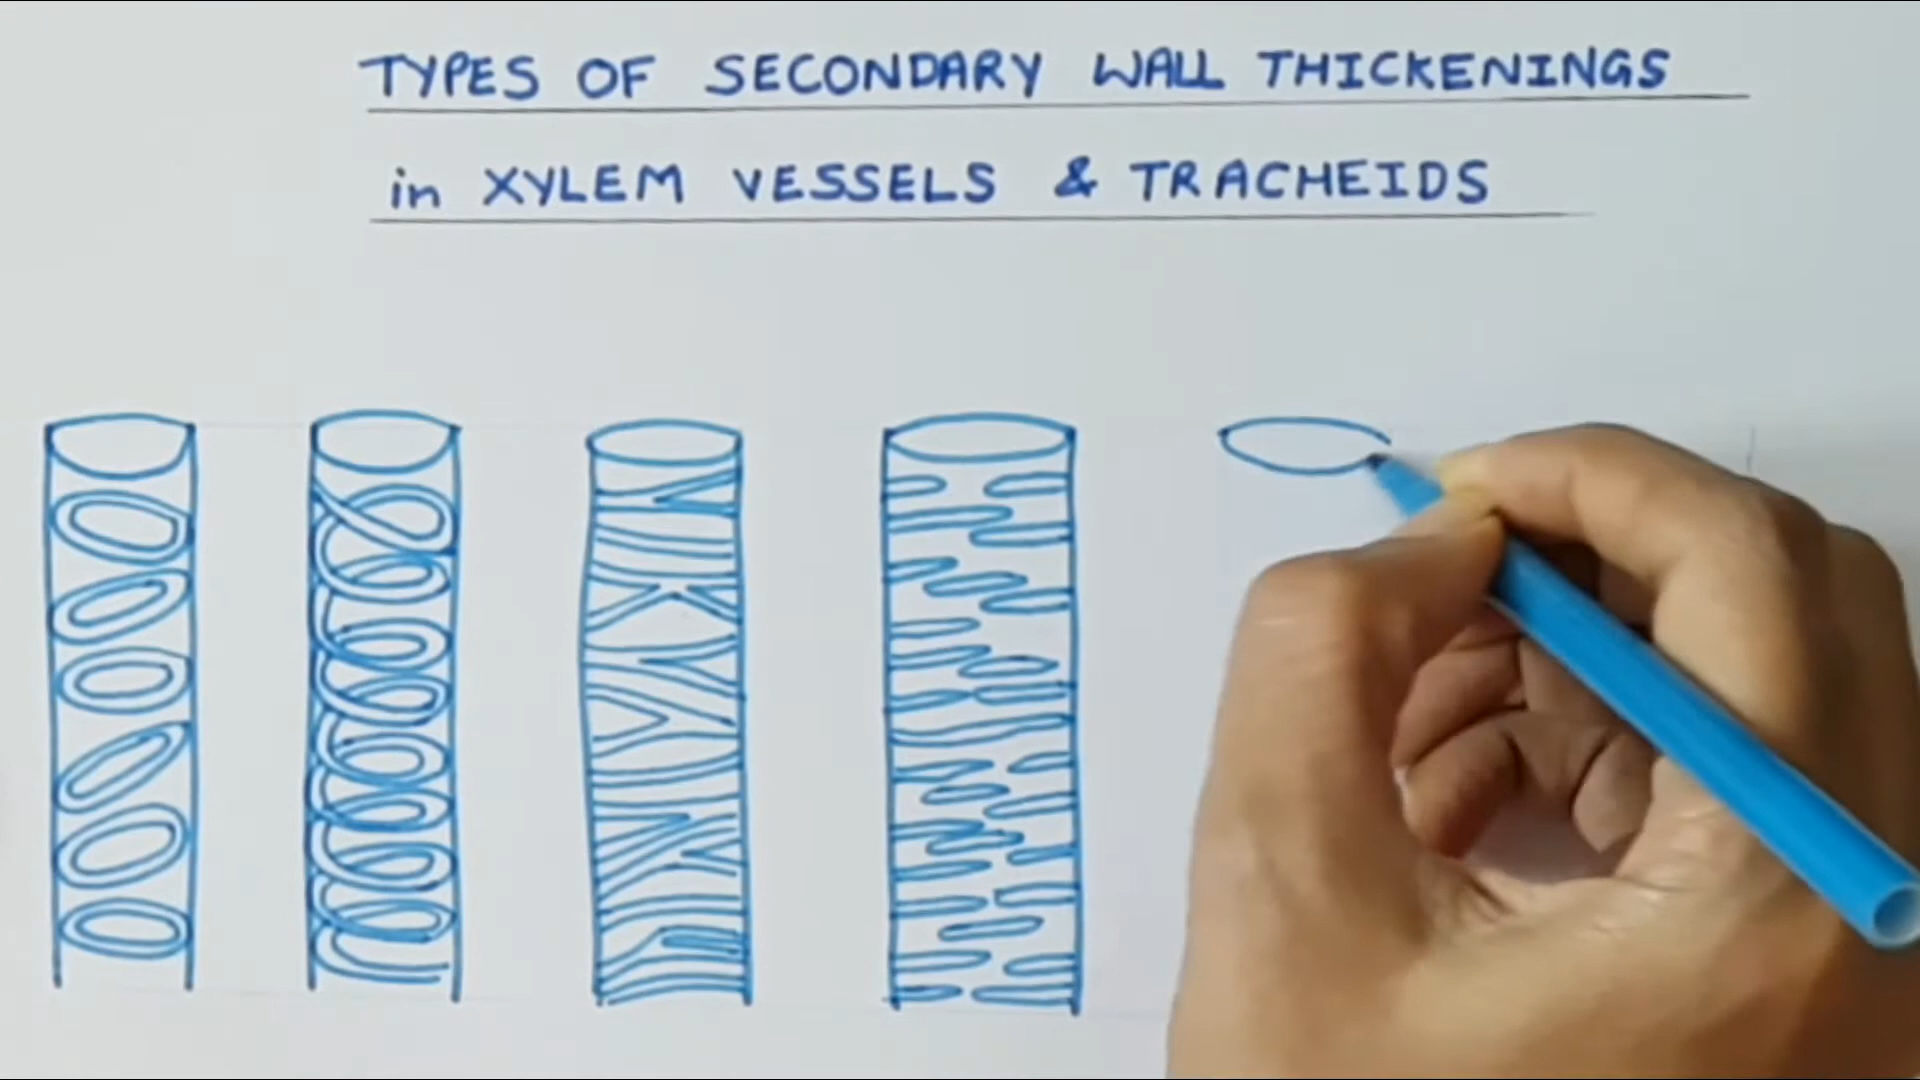 TYPES OF SECONDARY WALL THICKENINGS
in XYLEM VESSELS & TRACHEIDS